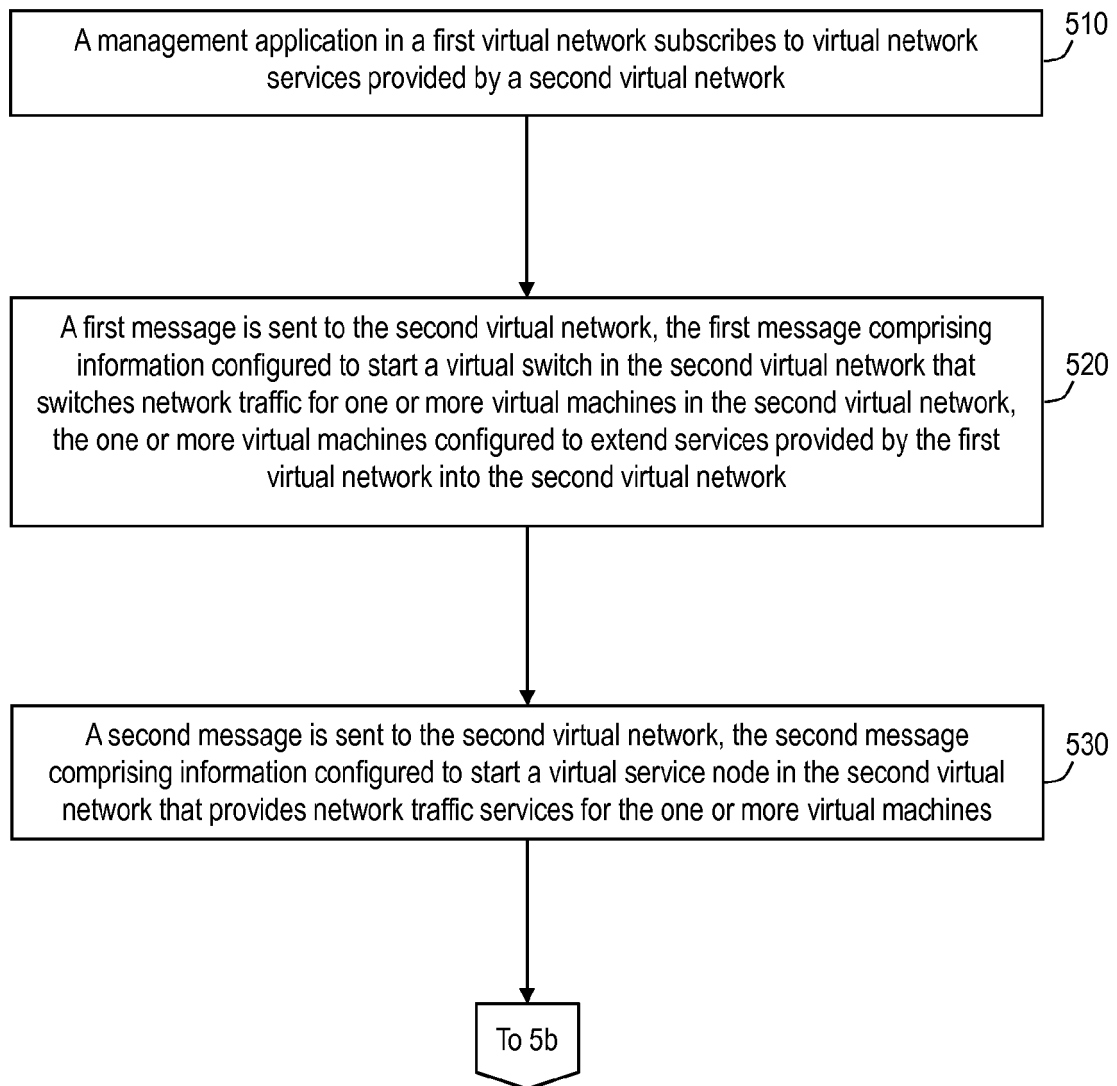 A management application in a first virtual network subscribes to virtual network
services provided by a second virtual network
510
A first message is sent to the second virtual network, the first message comprising
information configured to start a virtual switch in the second virtual network that
switches network traffic for one or more virtual machines in the second virtual network,
the one or more virtual machines configured to extend services provided by the first
virtual network into the second virtual network
520
A second message is sent to the second virtual network, the second message
comprising information configured to start a virtual service node in the second virtual
network that provides network traffic services for the one or more virtual machines
530
To 5b